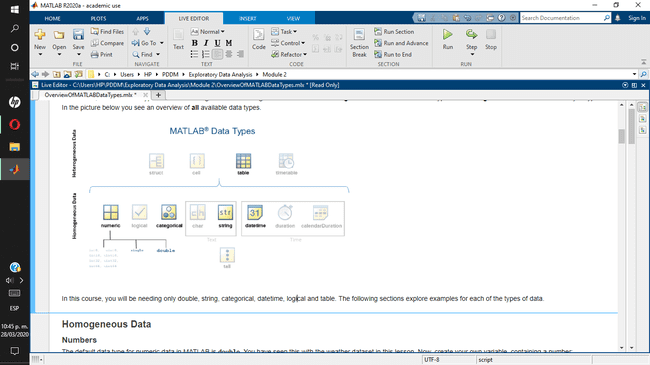 MATLAB R2020a - academic use
HOME PLOTS APPS LIVE EDITOR INSERT VIEW
Search Documentation
Sign In
New Open Save
Find Files
Compare
Print
Go To
Find
Text
Normal
B I U M
Code
Task
Control
Refactor
Section
Break
Run Section
Run and Advance
Run to End
Run Step Stop
FILE NAVIGATE TEXT CODE SECTION RUN
C: Users HP PDDM Exploratory Data Analysis Module 2
Live Editor - C:\Users\HP\PDDM\Exploratory Data Analysis\Module 2\OverviewOfMATLABDataTypes.mlx * [Read Only]
OverviewOfMATLABDataTypes.mlx *
In the picture below you see an overview of all available data types.
MATLAB® Data Types
Heterogeneous Data
struct cell table timetable
Homogeneous Data
str 31
numeric logical categorical char string datetime duration calendarDuration
Text Time
double
tall
In this course, you will be needing only double, string, categorical, datetime, logical and table. The following sections explore examples for each of the types of data.
Homogeneous Data
Numbers
The default data type for numeric data in MATLAB is double. You have seen this with the weather dataset in this lesson. Now, create your own variable, containing a number:
UTF-8 script
hp
ESP
10:45 p. m.
28/03/2020